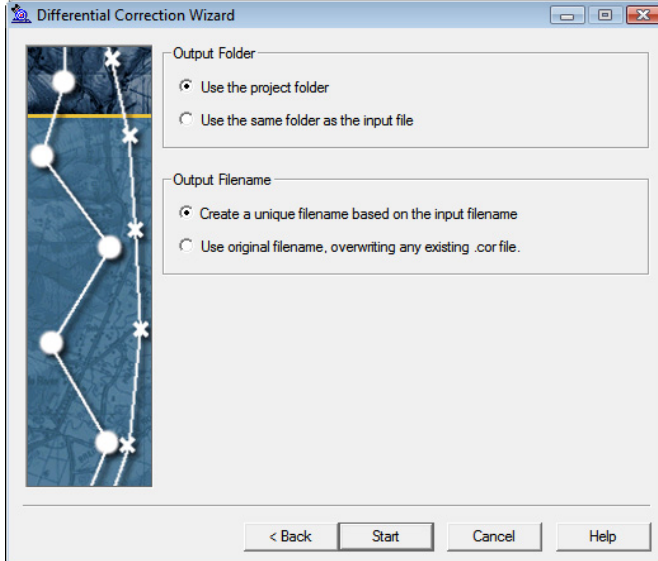 Differential Correction Wizard
Output Folder
Use the project folder
Use the same folder as the input file
Output Filename
Create a unique filename based on the input filename
Use original filename, overwriting any existing .cor file.
< Back
Start
Cancel
Help